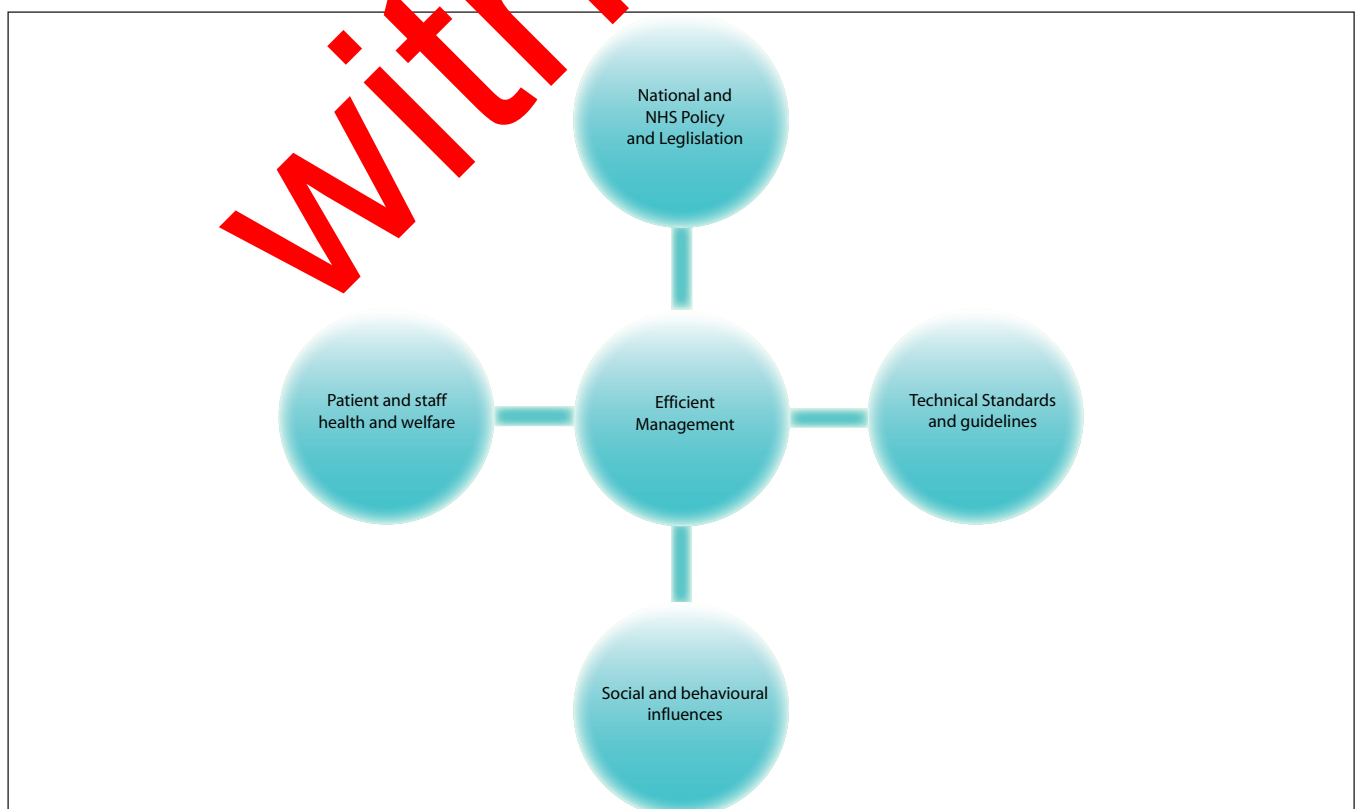 with
National and
NHS Policy
and Leglislation
Patient and staff
health and welfare
Efficient
Management
Technical Standards
and guidelines
Social and behavioural
influences